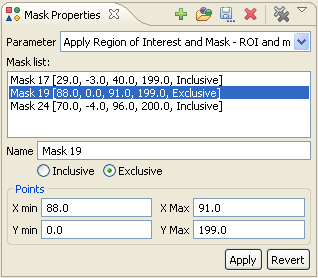 Mask Properties
Parameter Apply Region of Interest and Mask - ROI and m
Mask list:
Mask 17 [29.0, -3.0, 40.0, 199.0, Inclusive]
Mask 19 [88.0, 0.0, 91.0, 199.0, Exclusive]
Mask 24 [70.0, -4.0, 96.0, 200.0, Inclusive]
Name Mask 19
Inclusive Exclusive
Points
X min 88.0 X Max 91.0
Y min 0.0 Y Max 199.0
Apply Revert